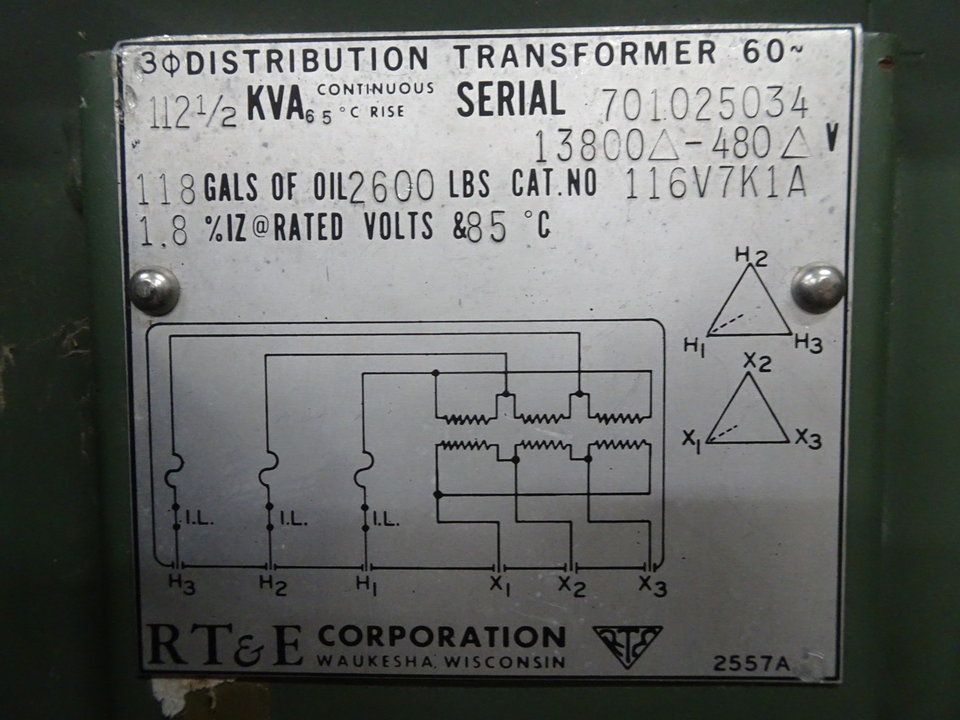 3ΦDISTRIBUTION TRANSFORMER 60~
112½ KVA CONTINUOUS 65°C RISE SERIAL 701025034
13800△-480△ V
118 GALS OF OIL 2600 LBS CAT.NO 116V7K1A
1.8 %IZ@RATED VOLTS &85 °C
H2
H1 H3
X2
X1 X3
I.L. I.L. I.L.
H3 H2 H1 X1 X2 X3
RT&E CORPORATION RTE
WAUKESHA, WISCONSIN 2557A